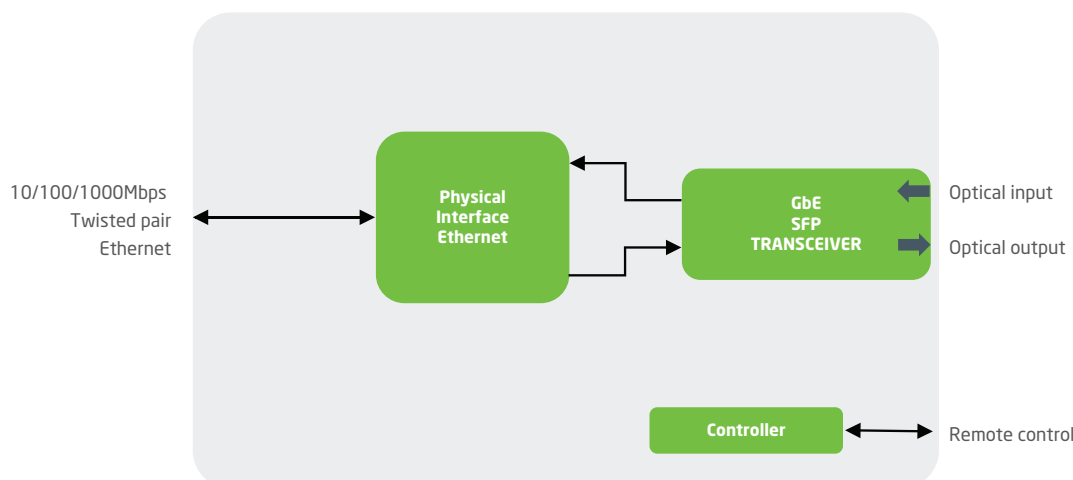 10/100/1000Mbps
Twisted pair
Ethernet
Physical
Interface
Ethernet
GbE
SFP
TRANSCEIVER
Optical input
Optical output
Controller
Remote control